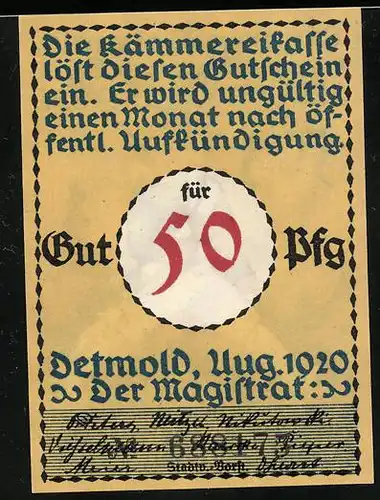 Die Kämmereikasse
löst diesen Gutschein
ein. Er wird ungültig
einen Monat nach öf-
fentl. Aufkündigung.
für
Gut 50 Pfg
Detmold, Aug. 1920
Der Magistrat:
Stadtv.-Vorst.